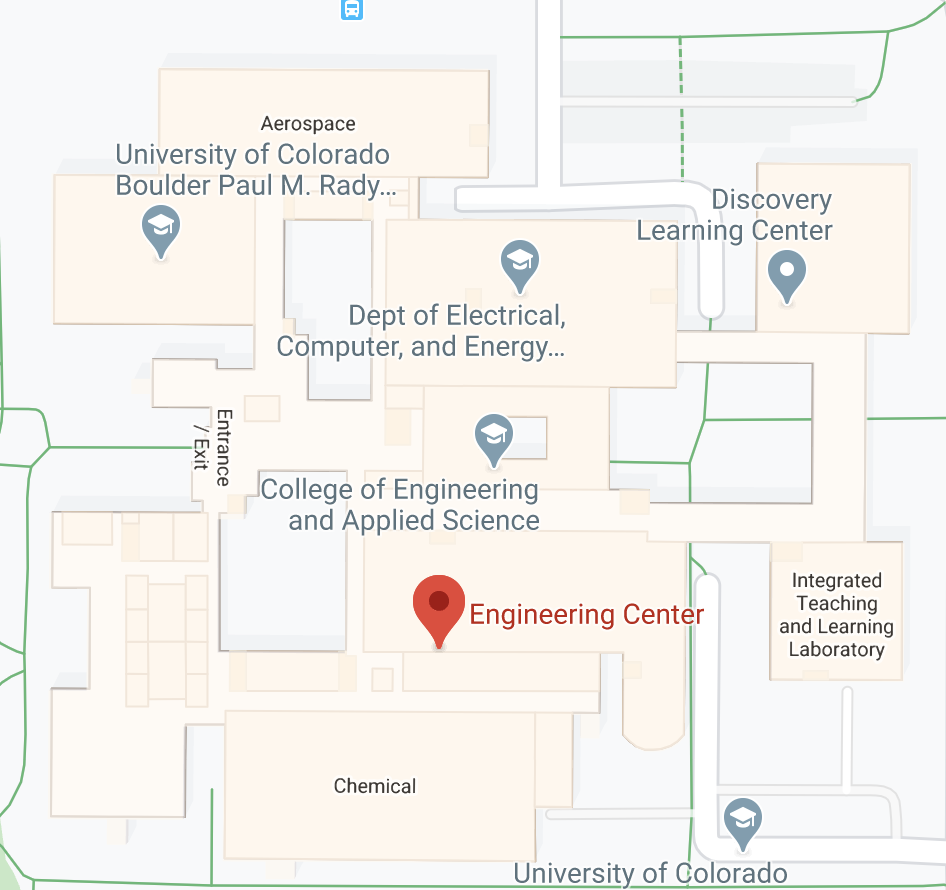 Aerospace
University of Colorado
Boulder Paul M. Rady...
Discovery
Learning Center
Dept of Electrical,
Computer, and Energy...
Entrance
/ Exit
College of Engineering
and Applied Science
Engineering Center
Integrated
Teaching
and Learning
Laboratory
Chemical
University of Colorado